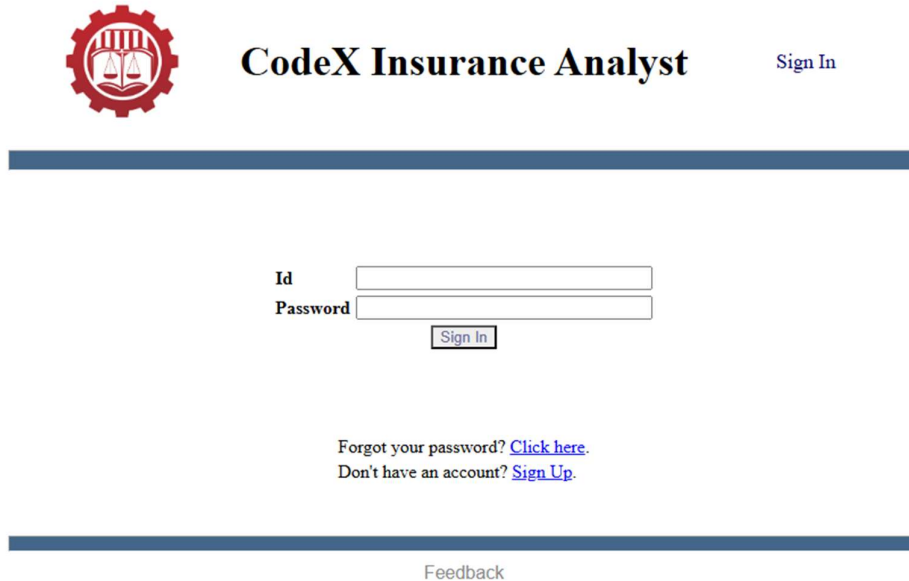 CodeX Insurance Analyst
Sign In
Id
Password
Sign In
Forgot your password? Click here.
Don't have an account? Sign Up.
Feedback